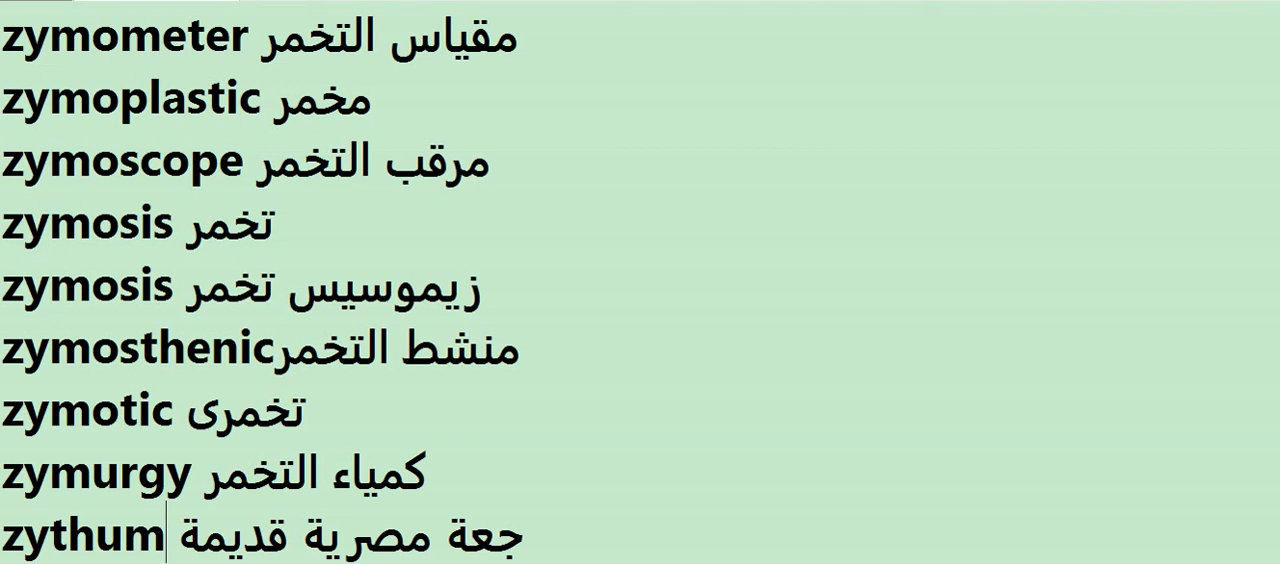 zymometer مقياس التخمر
zymoplastic مخمر
zymoscope مرقب التخمر
zymosis تخمر
zymosis زيموسيس تخمر
zymosthenicمنشط التخمر
zymotic تخمرى
zymurgy كمياء التخمر
zythum جعة مصرية قديمة